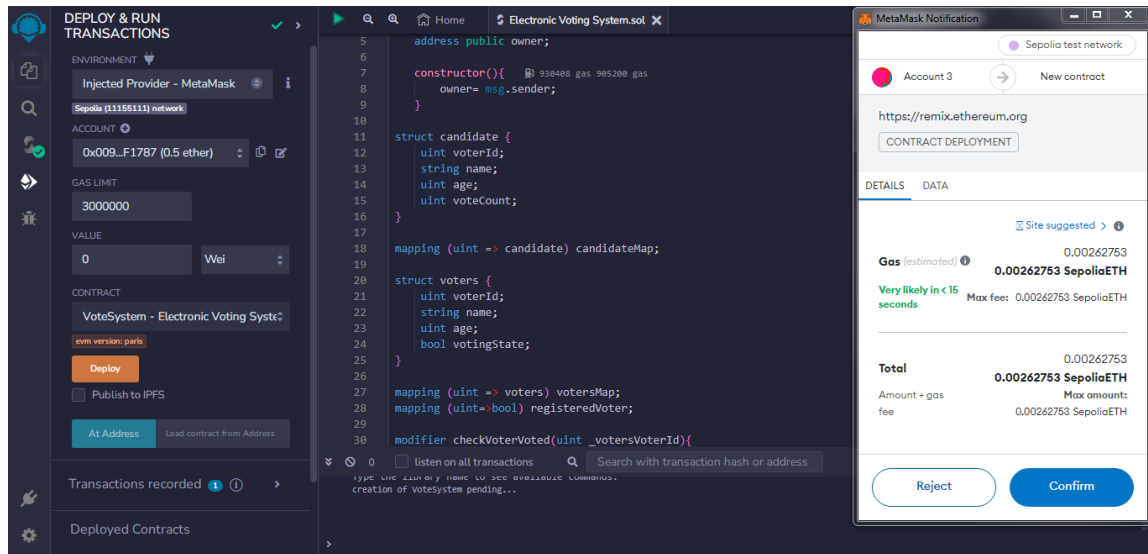 DEPLOY & RUN
TRANSACTIONS
ENVIRONMENT
Injected Provider - MetaMask
Sepolia (11155111) network
ACCOUNT
0x009...F1787 (0.5 ether)
GAS LIMIT
3000000
VALUE
0 Wei
CONTRACT
VoteSystem - Electronic Voting Syste
evm version: paris
Deploy
Publish to IPFS
At Address Load contract from Address
Transactions recorded 1
Deployed Contracts
Home Electronic Voting System.sol
5 address public owner;
6
7 constructor(){ 930408 gas 905200 gas
8 owner= msg.sender;
9 }
10
11 struct candidate {
12 uint voterId;
13 string name;
14 uint age;
15 uint voteCount;
16 }
17
18 mapping (uint => candidate) candidateMap;
19
20 struct voters {
21 uint voterId;
22 string name;
23 uint age;
24 bool votingState;
25 }
26
27 mapping (uint => voters) votersMap;
28 mapping (uint=>bool) registeredVoter;
29
30 modifier checkVoterVoted(uint _votersVoterId){
0 listen on all transactions Search with transaction hash or address
Type the library name to see available commands.
creation of VoteSystem pending...
>
MetaMask Notification
Sepolia test network
Account 3 New contract
https://remix.ethereum.org
CONTRACT DEPLOYMENT
DETAILS DATA
Site suggested >
0.00262753
Gas (estimated) 0.00262753 SepoliaETH
Very likely in < 15
seconds
Max fee: 0.00262753 SepoliaETH
0.00262753
Total 0.00262753 SepoliaETH
Amount + gas
fee
Max amount:
0.00262753 SepoliaETH
Reject Confirm